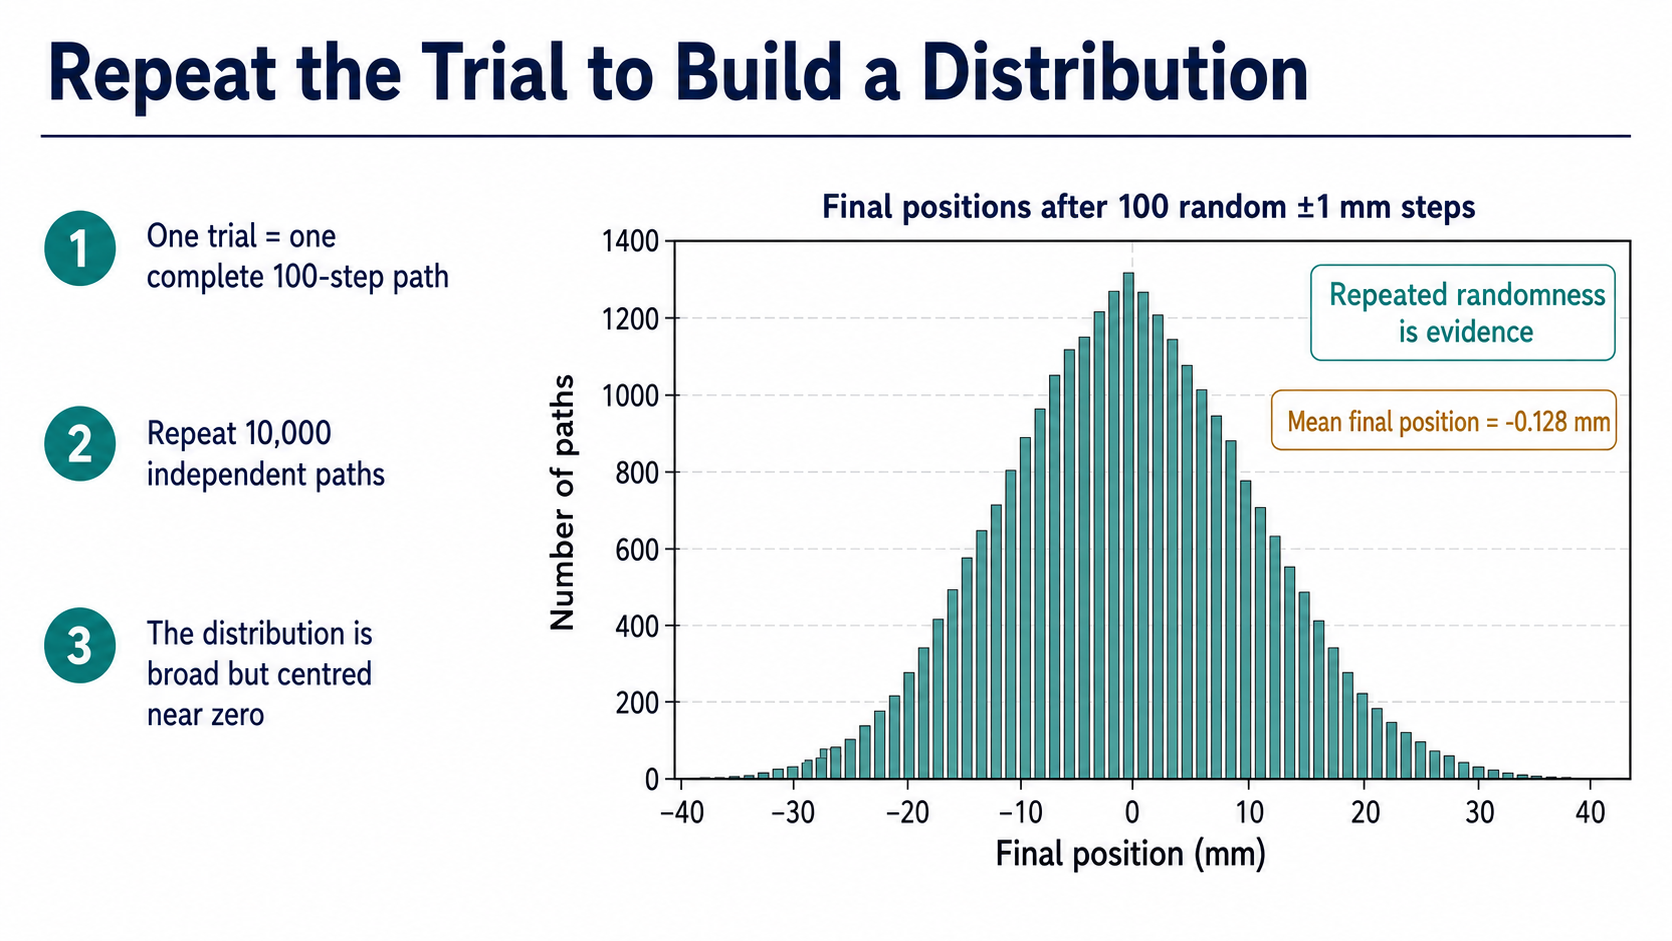 Repeat the Trial to Build a Distribution
1
One trial = one
complete 100-step path
2
Repeat 10,000
independent paths
3
The distribution is
broad but centred
near zero
Final positions after 100 random ±1 mm steps
Number of paths
1400
1200
1000
800
600
400
200
0
Repeated randomness
is evidence
Mean final position = -0.128 mm
−40 −30 −20 −10 0 10 20 30 40
Final position (mm)